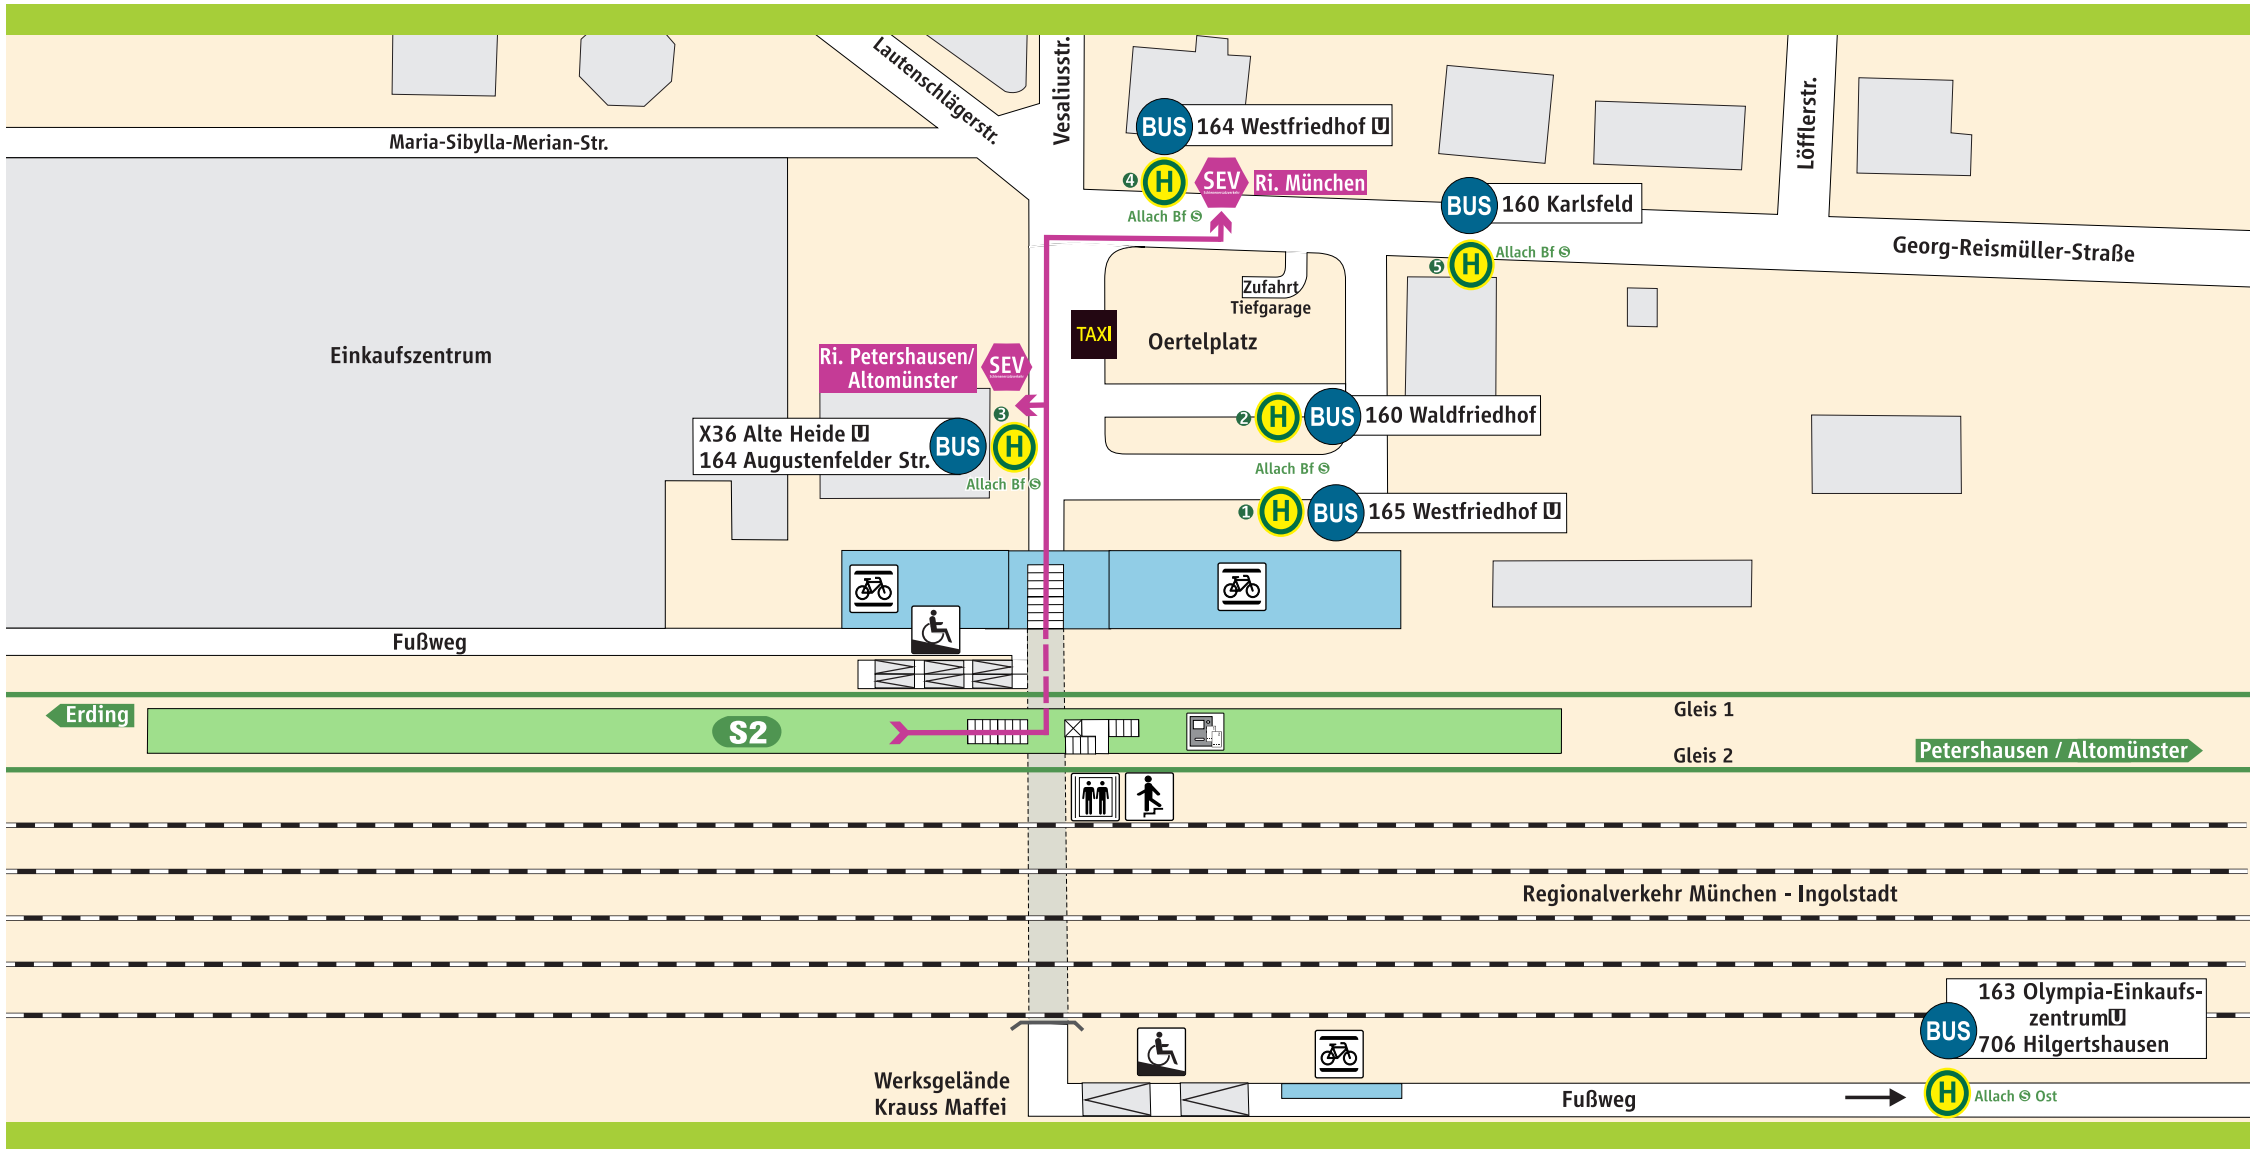 Lautenschlägerstr.
Vesaliusstr.
Löfflerstr.
Maria-Sibylla-Merian-Str.
BUS 164 Westfriedhof U
4 H SEV Ri. München
Allach Bf S
BUS 160 Karlsfeld
Allach Bf S
5 H
Georg-Reismüller-Straße
Zufahrt
Tiefgarage
TAXI
Oertelplatz
Einkaufszentrum
Ri. Petershausen/
Altomünster
SEV
3
X36 Alte Heide U
164 Augustenfelder Str.
BUS H
Allach Bf S
2 H BUS 160 Waldfriedhof
Allach Bf S
1 H BUS 165 Westfriedhof U
Fußweg
Erding
S2
Gleis 1
Gleis 2
Petershausen / Altomünster
Regionalverkehr München - Ingolstadt
163 Olympia-Einkaufs-
zentrum U
BUS
706 Hilgertshausen
Werksgelände
Krauss Maffei
Fußweg
H Allach S Ost